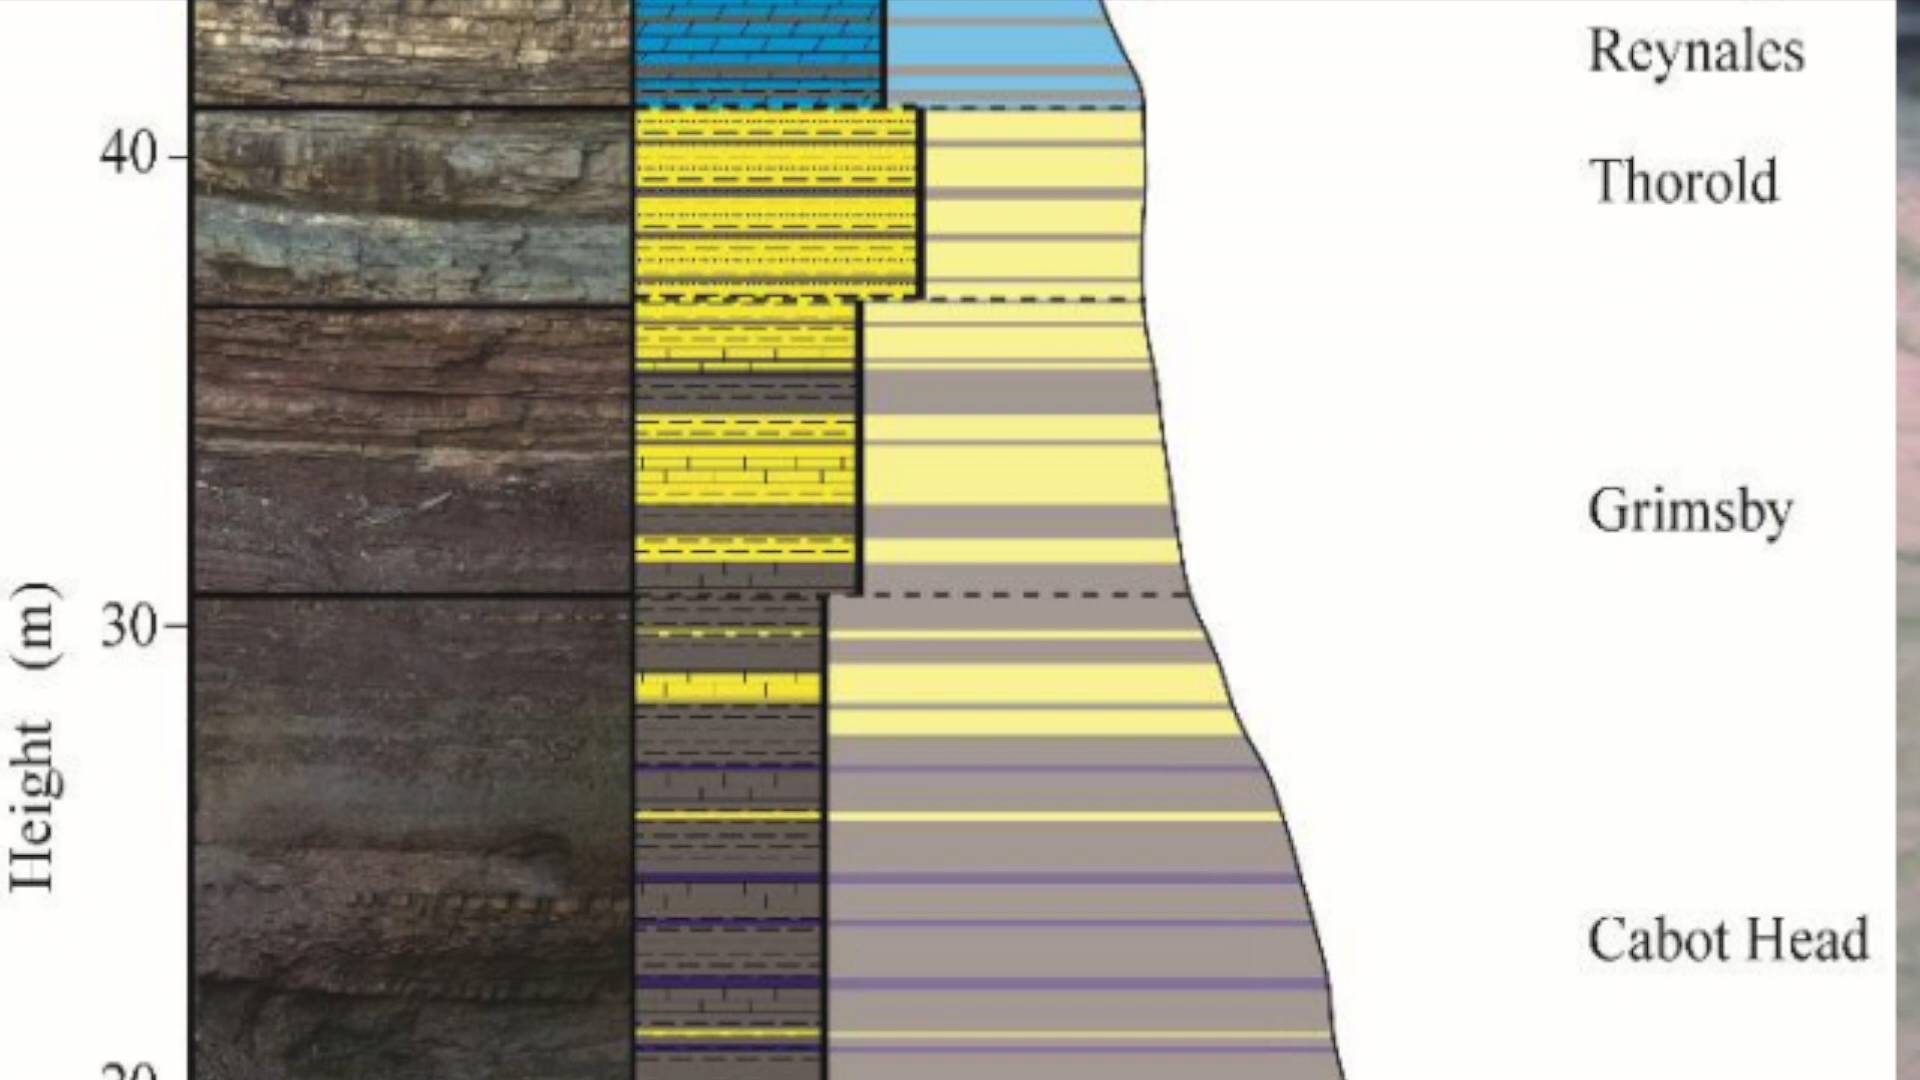 Reynales
40
Thorold
Grimsby
30
Height (m)
Cabot Head